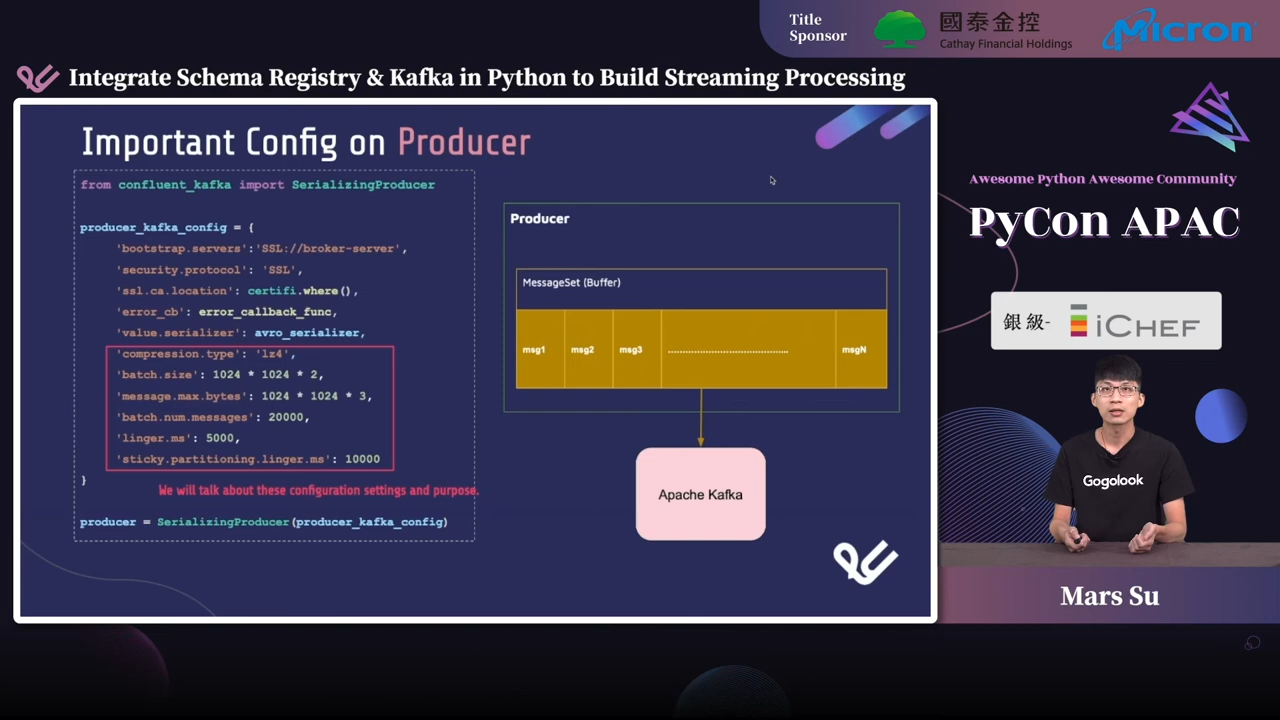 Title
Sponsor
國泰金控
Cathay Financial Holdings
Micron
Integrate Schema Registry & Kafka in Python to Build Streaming Processing
Important Config on Producer
from confluent_kafka import SerializingProducer
producer_kafka_config = {
'bootstrap.servers':'SSL://broker-server',
'security.protocol': 'SSL',
'ssl.ca.location': certifi.where(),
'error_cb': error_callback_func,
'value.serializer': avro_serializer,
'compression.type': 'lz4',
'batch.size': 1024 * 1024 * 2,
'message.max.bytes': 1024 * 1024 * 3,
'batch.num.messages': 20000,
'linger.ms': 5000,
'sticky.partitioning.linger.ms': 10000
}
We will talk about these configuration settings and purpose.
producer = SerializingProducer(producer_kafka_config)
Producer
MessageSet (Buffer)
msg1 msg2 msg3 ........................................ msgN
Apache Kafka
Awesome Python Awesome Community
PyCon APAC
銀級-
iCHEF
Gogolook
Mars Su